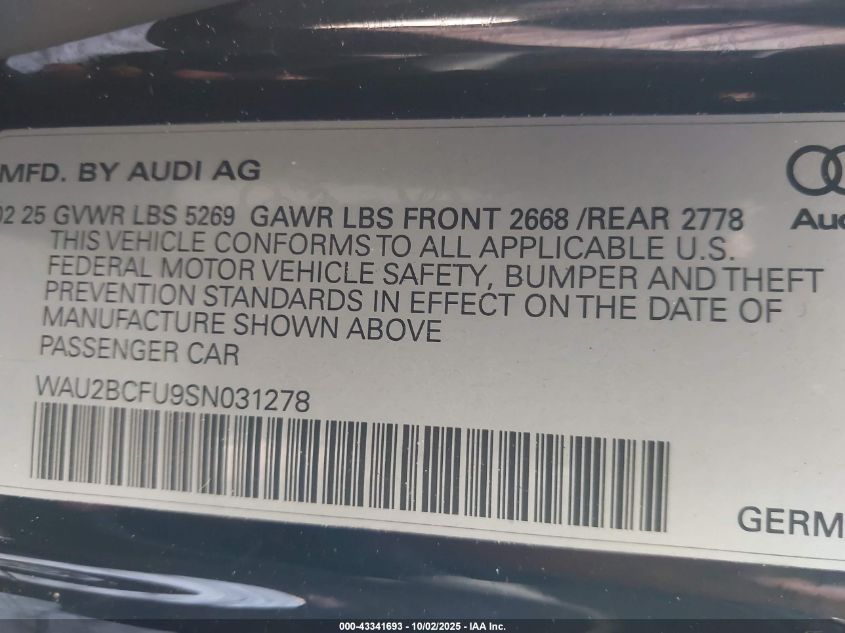 MFD. BY AUDI AG
02 25 GVWR LBS 5269 GAWR LBS FRONT 2668 /REAR 2778
THIS VEHICLE CONFORMS TO ALL APPLICABLE U.S.
FEDERAL MOTOR VEHICLE SAFETY, BUMPER AND THEFT
PREVENTION STANDARDS IN EFFECT ON THE DATE OF
MANUFACTURE SHOWN ABOVE
PASSENGER CAR
WAU2BCFU9SN031278
Aud
GERM
000-43341693 - 10/02/2025 - IAA Inc.